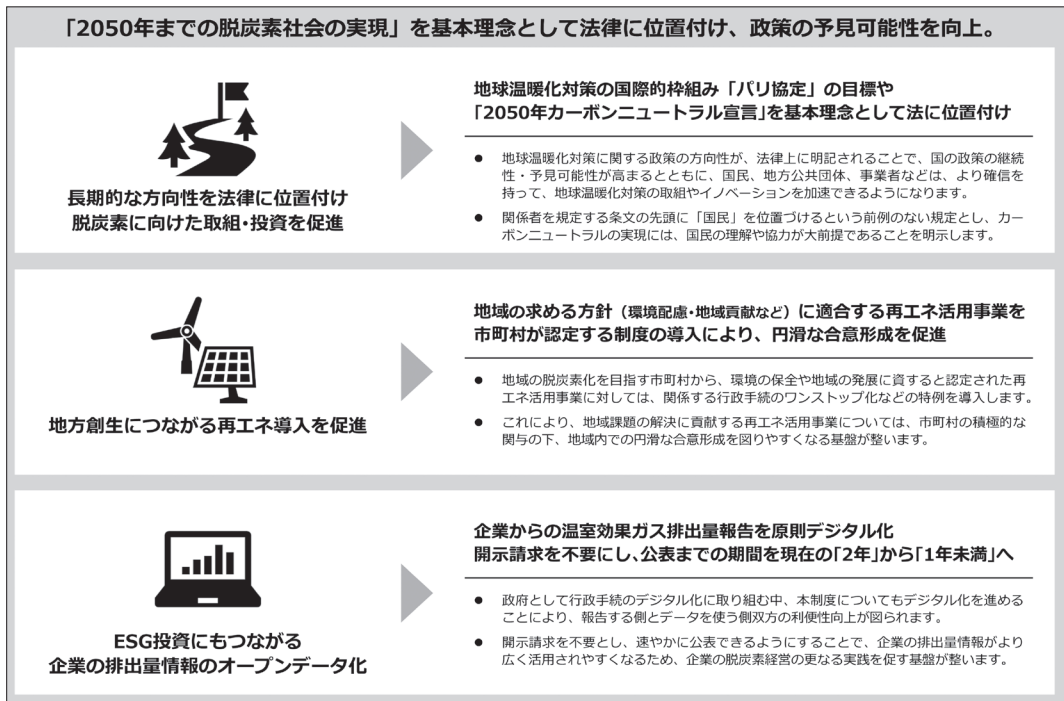 「2050年までの脱炭素社会の実現」を基本理念として法律に位置付け、政策の予見可能性を向上。
長期的な方向性を法律に位置付け
脱炭素に向けた取組・投資を促進
地球温暖化対策の国際的枠組み「パリ協定」の目標や
「2050年カーボンニュートラル宣言」を基本理念として法に位置付け
● 地球温暖化対策に関する政策の方向性が、法律上に明記されることで、国の政策の継続
性・予見可能性が高まるとともに、国民、地方公共団体、事業者などは、より確信を
持って、地球温暖化対策の取組やイノベーションを加速できるようになります。
● 関係者を規定する条文の先頭に「国民」を位置づけるという前例のない規定とし、カー
ボンニュートラルの実現には、国民の理解や協力が大前提であることを明示します。
地方創生につながる再エネ導入を促進
地域の求める方針（環境配慮・地域貢献など）に適合する再エネ活用事業を
市町村が認定する制度の導入により、円滑な合意形成を促進
● 地域の脱炭素化を目指す市町村から、環境の保全や地域の発展に資すると認定された再
エネ活用事業に対しては、関係する行政手続のワンストップ化などの特例を導入します。
● これにより、地域課題の解決に貢献する再エネ活用事業については、市町村の積極的な
関与の下、地域内での円滑な合意形成を図りやすくなる基盤が整います。
ESG投資にもつながる
企業の排出量情報のオープンデータ化
企業からの温室効果ガス排出量報告を原則デジタル化
開示請求を不要にし、公表までの期間を現在の「2年」から「1年未満」へ
● 政府として行政手続のデジタル化に取り組む中、本制度についてもデジタル化を進める
ことにより、報告する側とデータを使う側双方の利便性向上が図られます。
● 開示請求を不要とし、速やかに公表できるようにすることで、企業の排出量情報がより
広く活用されやすくなるため、企業の脱炭素経営の更なる実践を促す基盤が整います。